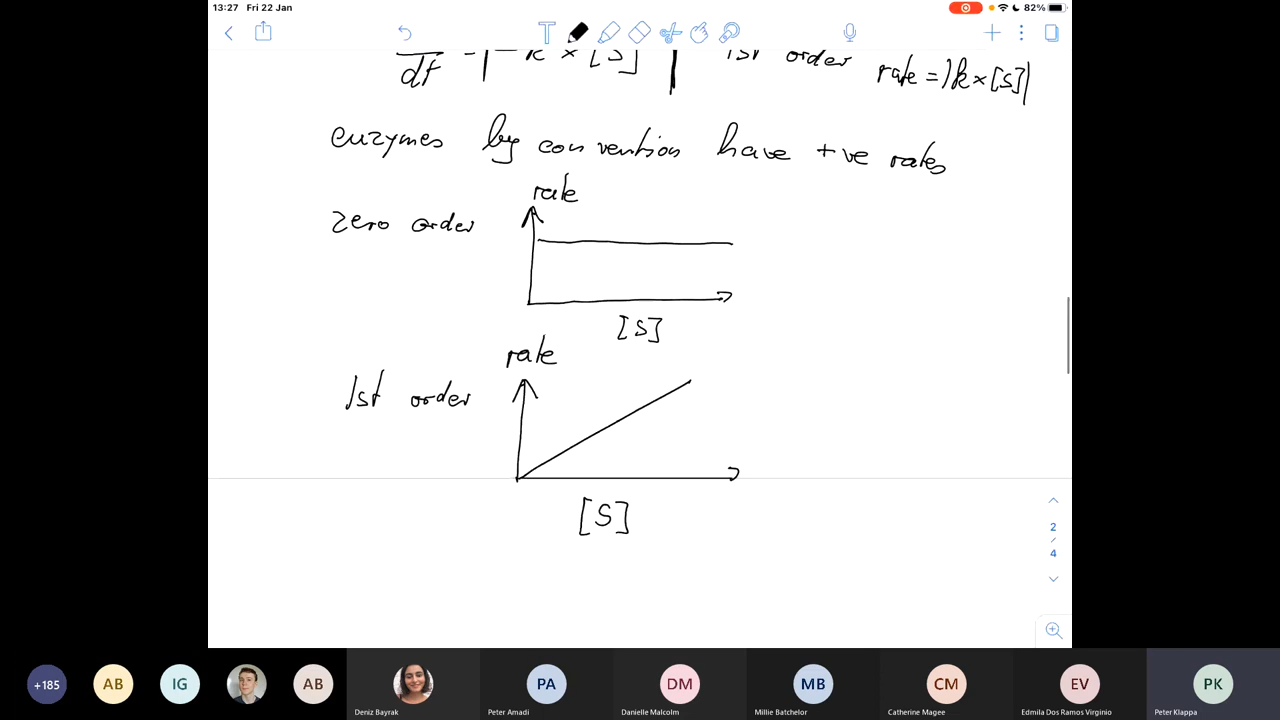 13:27 Fri 22 Jan
82%
T
dt = |- k × [S] | 1st order rate = |k × [S]|
enzymes by convention have +ve rates
rate
zero order
[S]
rate
1st order
[S]
2
/
4
+185
AB
IG
AB
PA
DM
MB
CM
EV
PK
Deniz Bayrak
Peter Amadi
Danielle Malcolm
Millie Batchelor
Catherine Magee
Edmila Dos Ramos Virginio
Peter Klappa